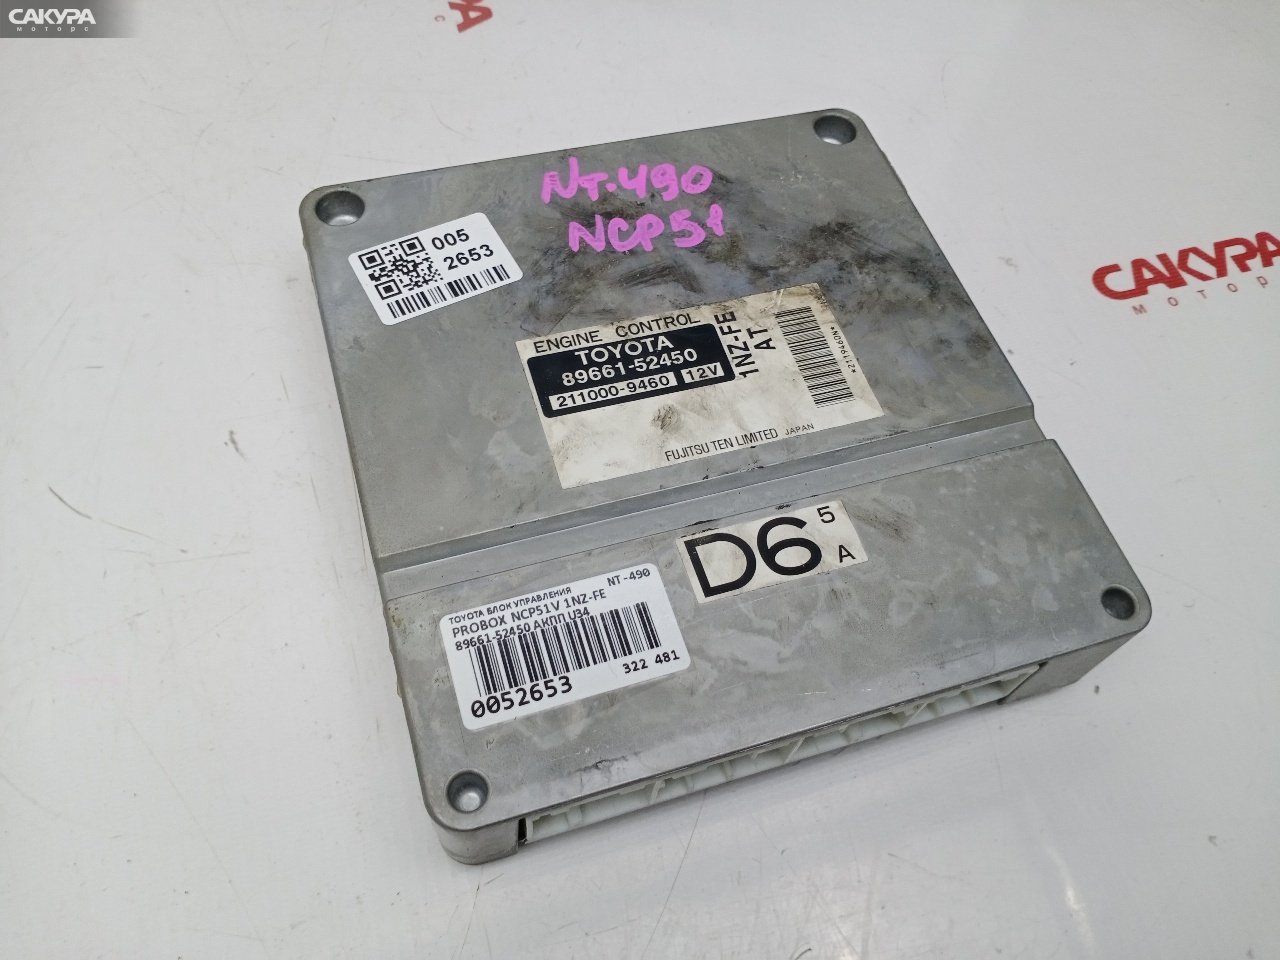 САКУРА
моторс
с
РА
NT.490
NCP51
005
2653
ENGINE CONTROL
TOYOTA
89661-52450
211000-9460 12V
1NZ-FE
AT
FUJITSU TEN LIMITED JAPAN
САКУРА
мотор
D6 5
A
NT-490
TOYOTA БЛОК УПРАВЛЕНИЯ
PROBOX NCP51V 1NZ-FE
89661-52450 АКПП U34
322 481
0052653